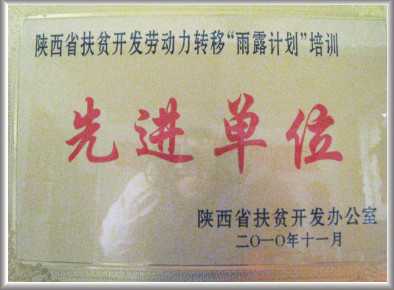 陕西省扶贫开发劳动力转移“雨露计划”培训
先进单位
陕西省扶贫开发办公室
二〇一〇年十一月